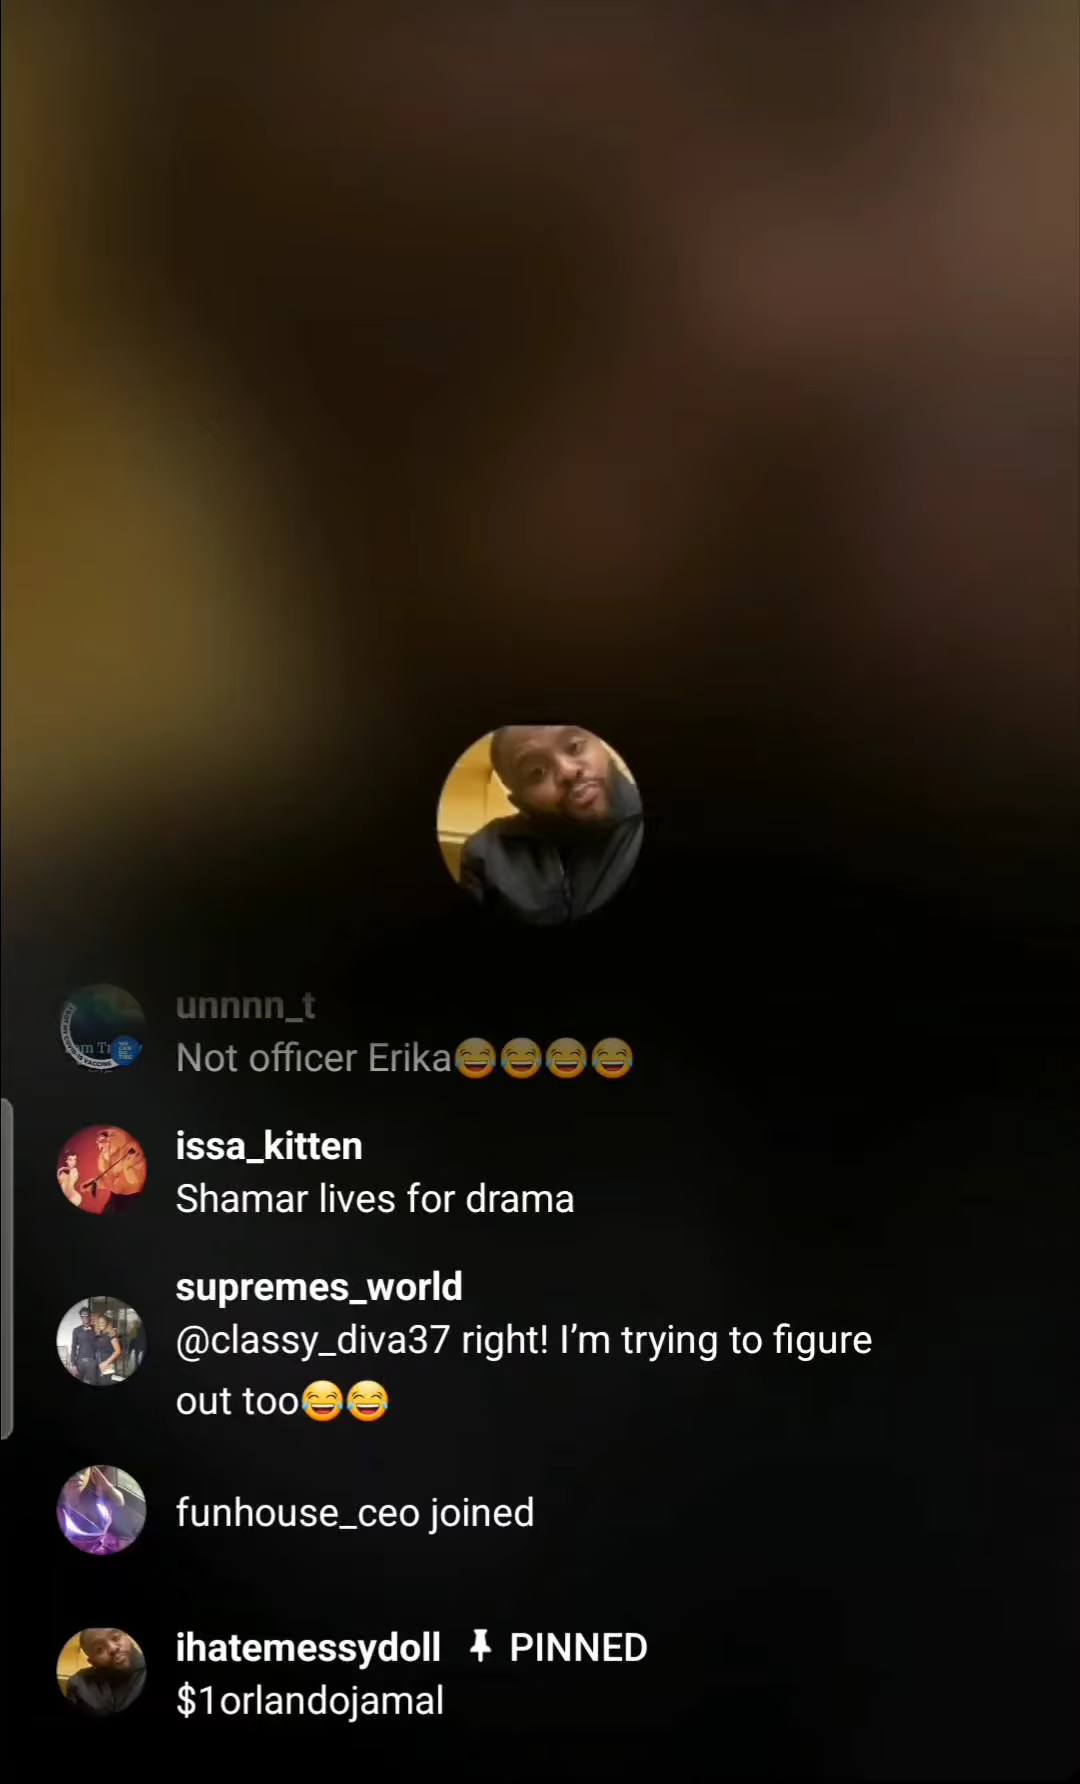 unnnn_t
Not officer Erika😂😂😂😂
issa_kitten
Shamar lives for drama
supremes_world
@classy_diva37 right! I’m trying to figure
out too😂😂
funhouse_ceo joined
ihatemessydoll 📌 PINNED
$1orlandojamal